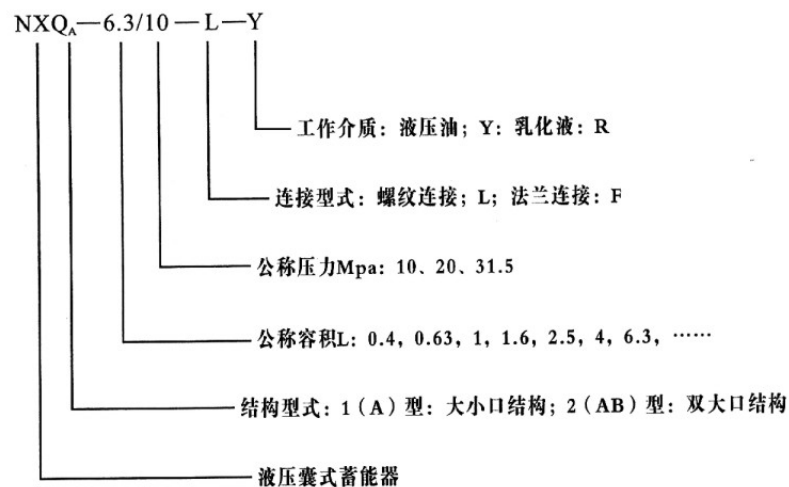 NXQA—6.3/10—L—Y
工作介质：液压油；Y：乳化液：R
连接型式：螺纹连接；L；法兰连接：F
公称压力Mpa：10、20、31.5
公称容积L：0.4，0.63，1，1.6，2.5，4，6.3，……
结构型式：1（A）型：大小口结构；2（AB）型：双大口结构
液压囊式蓄能器